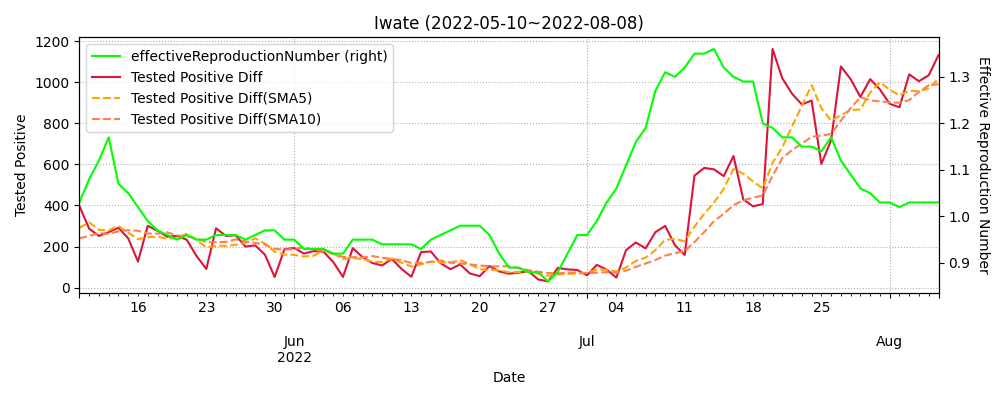 Iwate (2022-05-10~2022-08-08)
effectiveReproductionNumber (right)
Tested Positive Diff
Tested Positive Diff(SMA5)
Tested Positive Diff(SMA10)
Tested Positive
1200
1000
800
600
400
200
0
1.3
1.2
1.1
1.0
0.9
Effective Reproduction Number
16 23 30 06 13 20 27 04 11 18 25
Jun Jul Aug
2022
Date